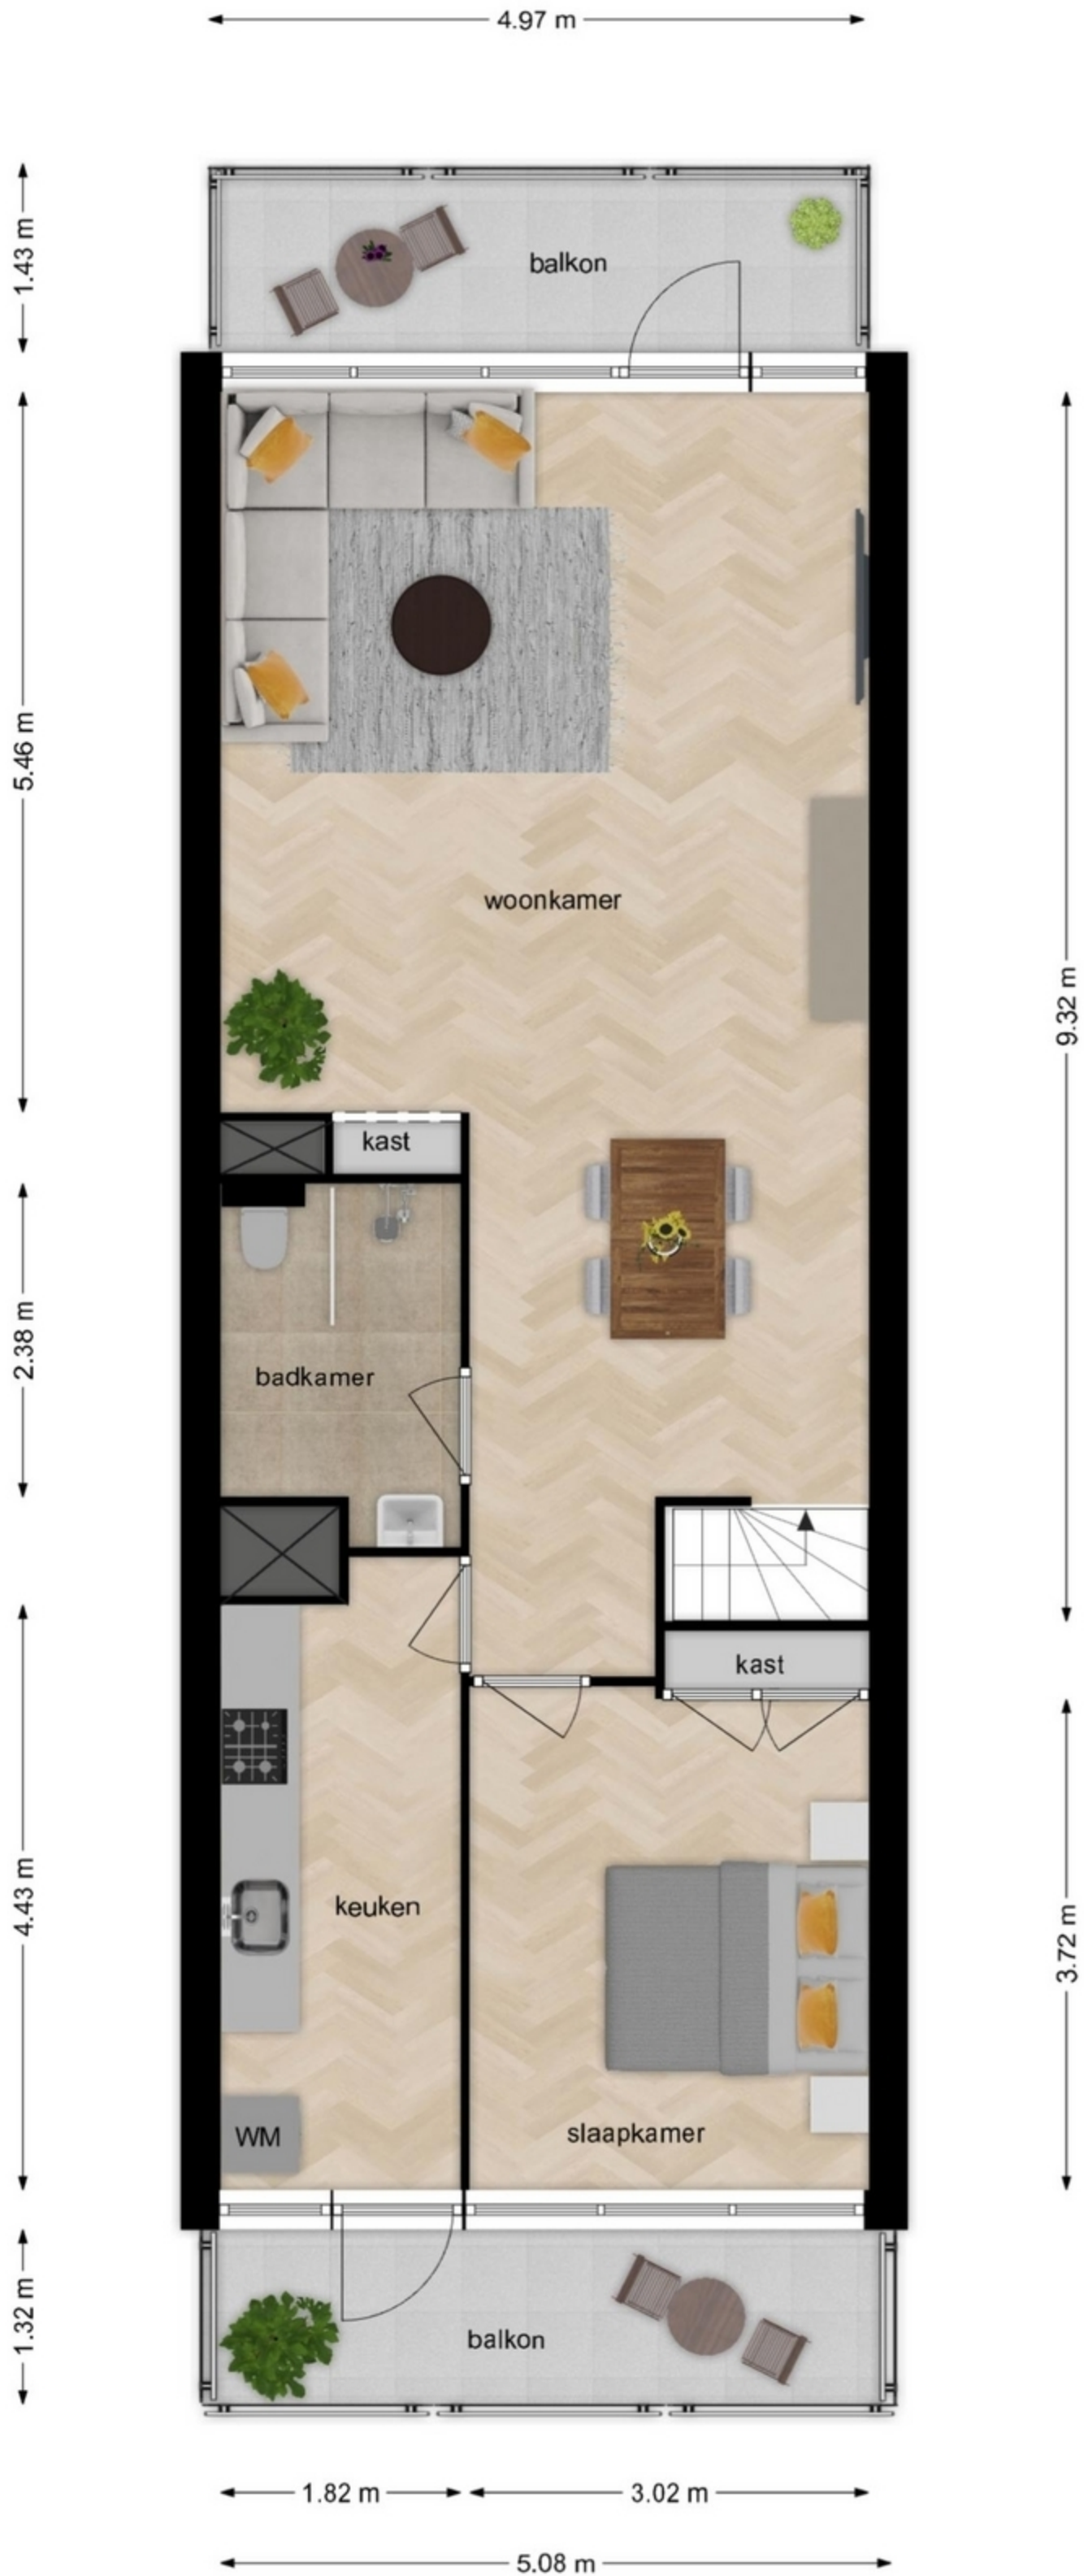 4.97 m
1.43 m
balkon
5.46 m
woonkamer
9.32 m
kast
2.38 m
badkamer
kast
4.43 m
keuken
3.72 m
WM
slaapkamer
1.32 m
balkon
1.82 m
3.02 m
5.08 m